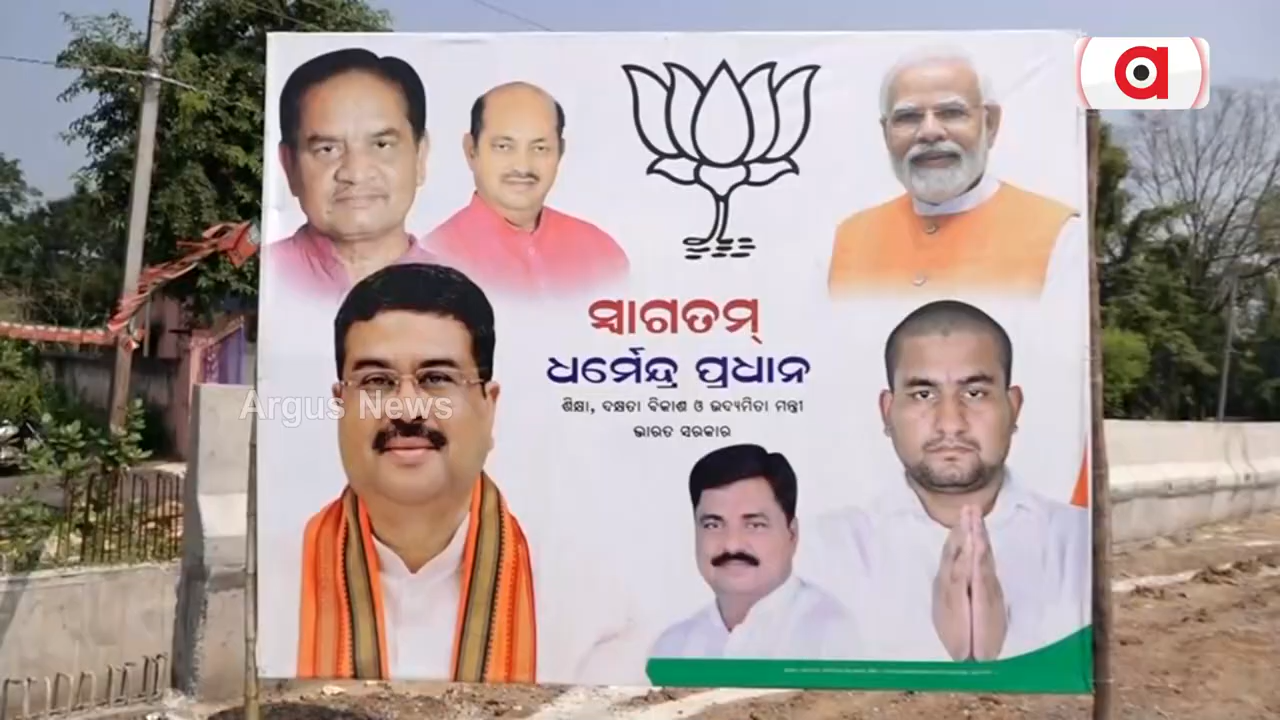 ସ୍ୱାଗତମ୍
ଧର୍ମେନ୍ଦ୍ର ପ୍ରଧାନ
Argus News
ଶିକ୍ଷା, ଦକ୍ଷତା ବିକାଶ ଓ ଉଦ୍ୟମିତା ମନ୍ତ୍ରୀ
ଭାରତ ସରକାର